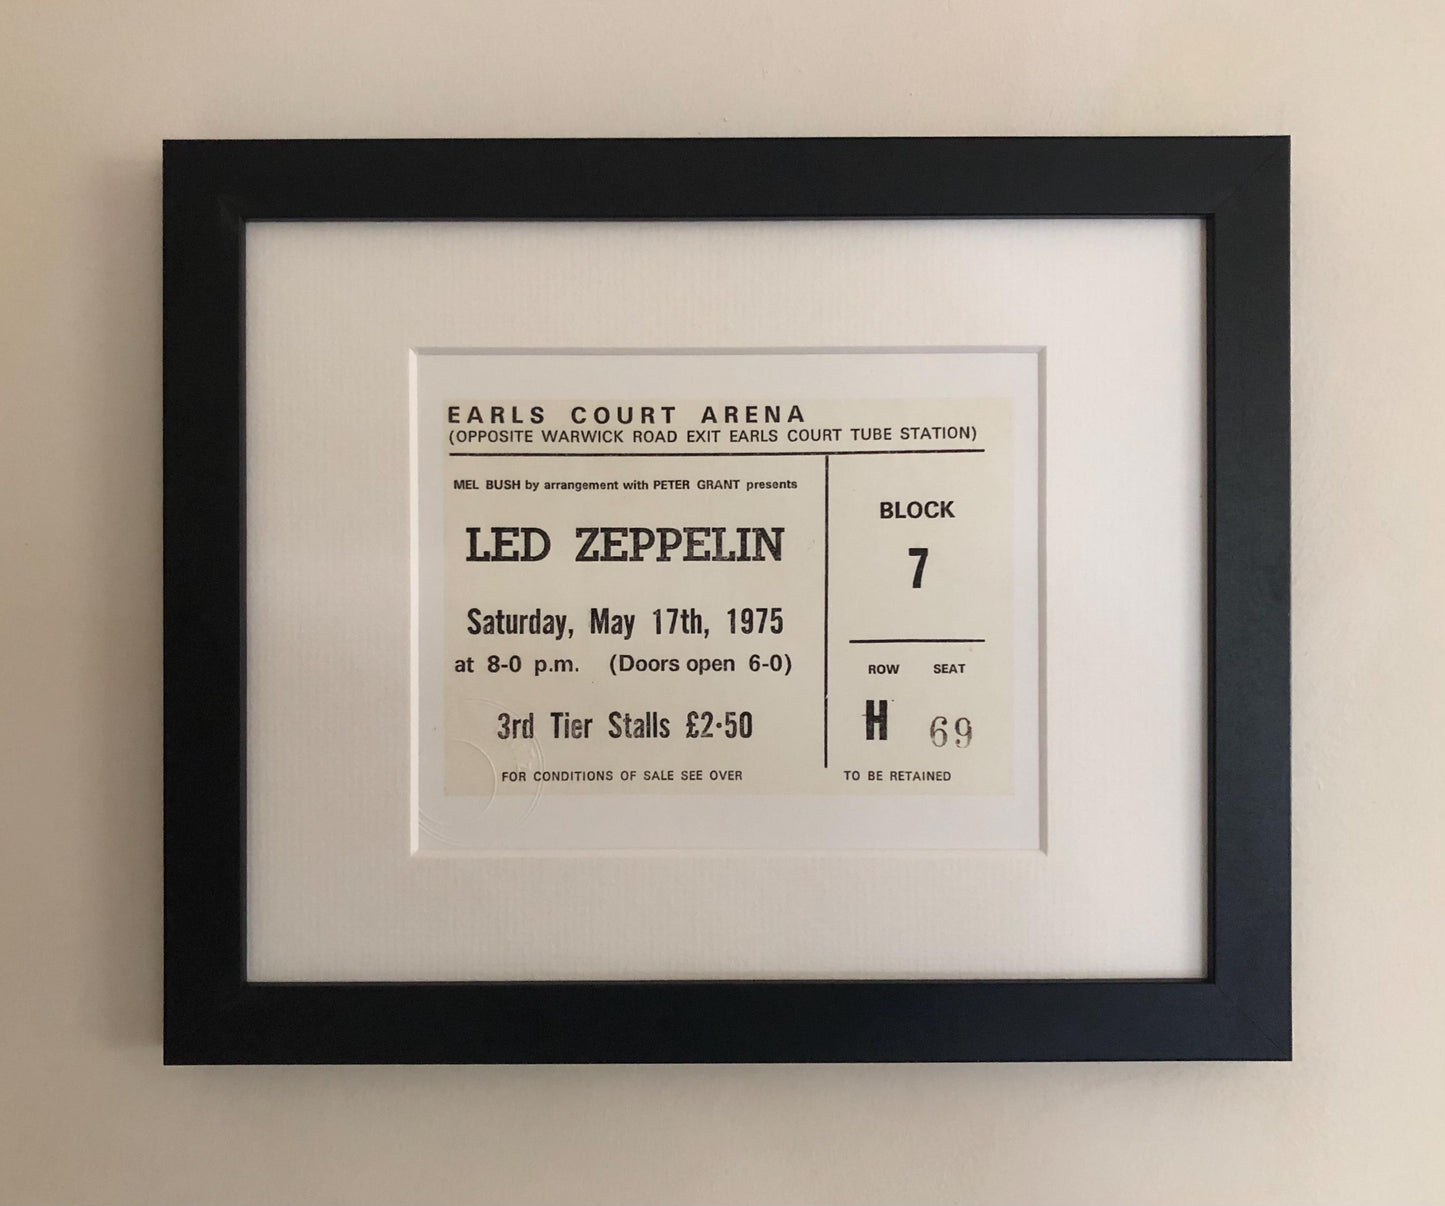 EARLS COURT ARENA
(OPPOSITE WARWICK ROAD EXIT EARLS COURT TUBE STATION)
MEL BUSH by arrangement with PETER GRANT presents
LED ZEPPELIN
Saturday, May 17th, 1975
at 8-0 p.m. (Doors open 6-0)
3rd Tier Stalls £2·50
FOR CONDITIONS OF SALE SEE OVER
BLOCK
7
ROW SEAT
H 69
TO BE RETAINED